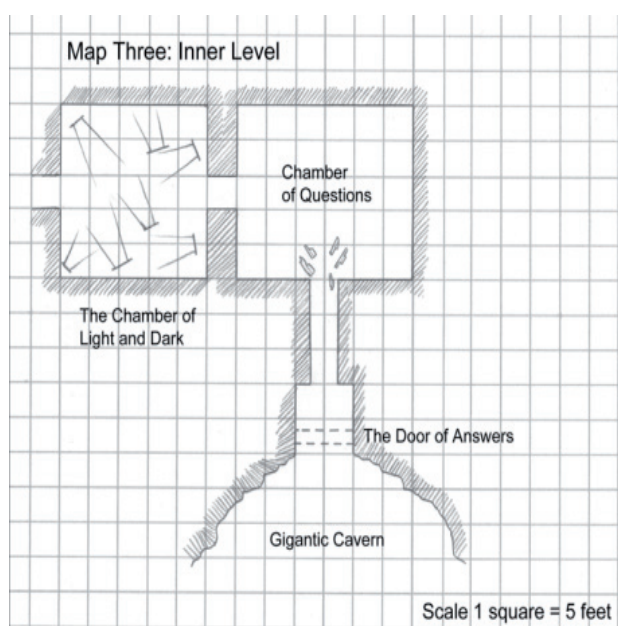 Map Three: Inner Level
Chamber
of Questions
The Chamber of
Light and Dark
The Door of Answers
Gigantic Cavern
Scale 1 square = 5 feet